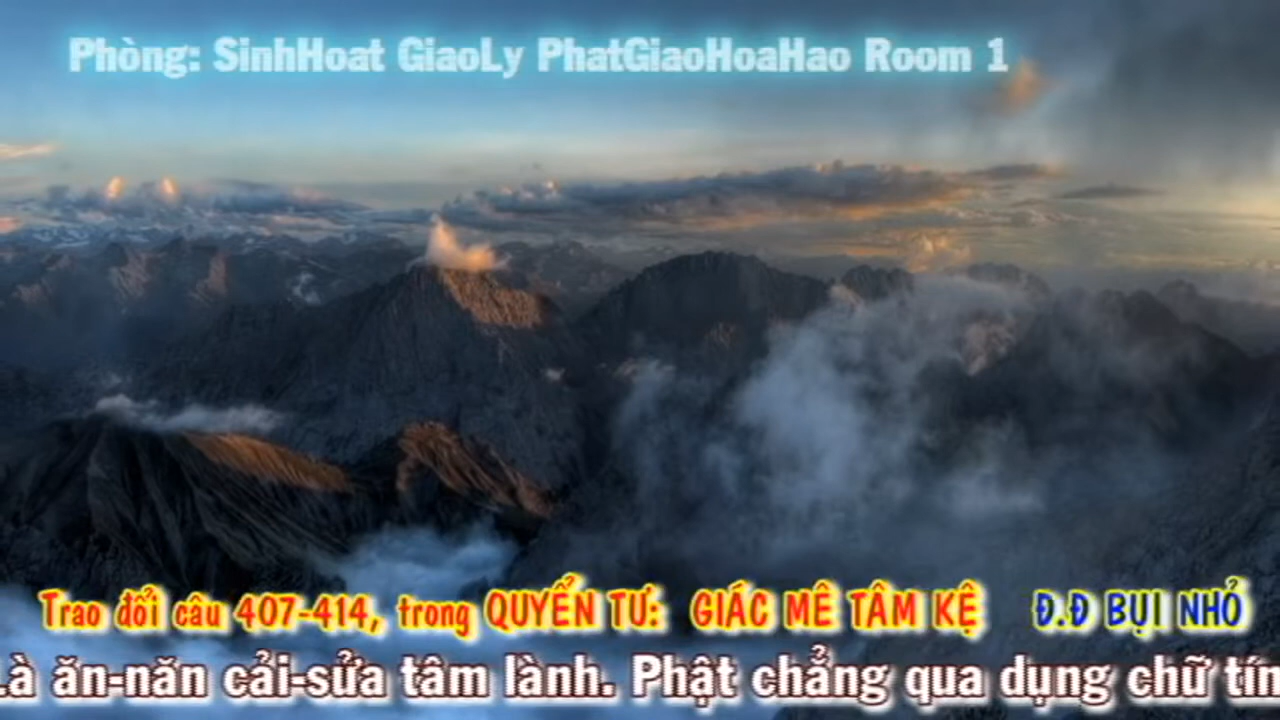 Phòng: SinhHoat GiaoLy PhatGiaoHoaHao Room 1
Trao đổi câu 407-414, trong QUYỂN TƯ: GIÁC MÊ TÂM KỆ Đ.Đ BỤI NHỎ
.à ăn-năn cải-sửa tâm lành. Phật chẳng qua dụng chữ tín